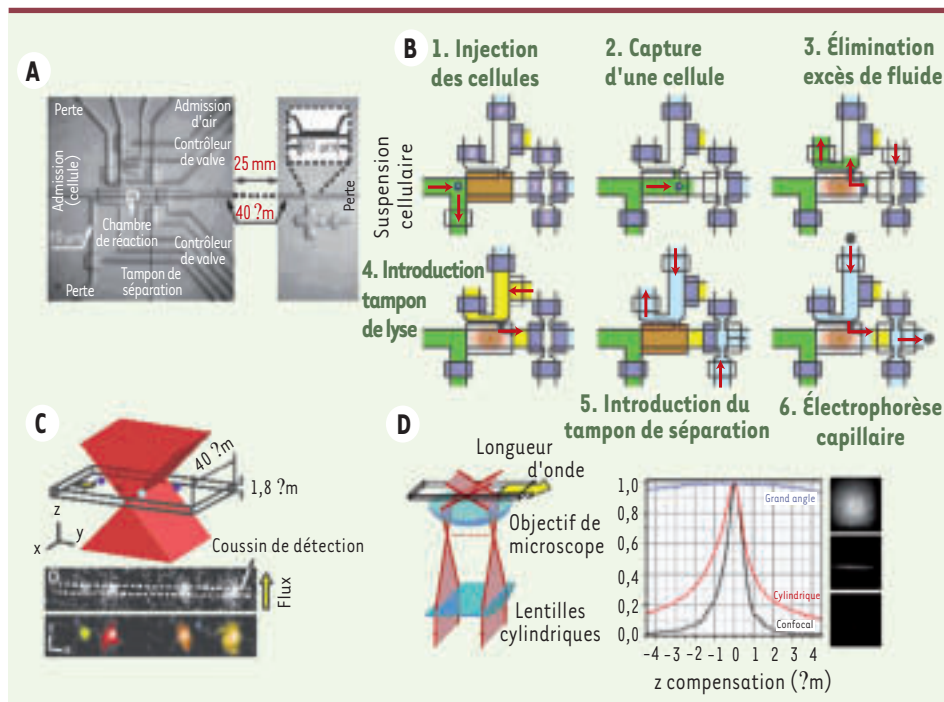 A
Perte
Admission
d'air
Contrôleur
de valve
Admission
(cellule)
25 mm
40 ?m
Chambre
de réaction
Contrôleur
de valve
Tampon de
séparation
Perte
Perte
B
1. Injection
des cellules
2. Capture
d'une cellule
3. Élimination
excès de fluide
Suspension
cellulaire
4. Introduction
tampon
de lyse
5. Introduction du
tampon de séparation
6. Électrophorèse
capillaire
C
40 ?m
1,8 ?m
z
y
x
Coussin de détection
Flux
D
Longueur
d'onde
Objectif de
microscope
Lentilles
cylindriques
1,0
0,8
0,6
0,4
0,2
0,0
Grand angle
Cylindrique
Confocal
-4 -3 -2 -1 0 1 2 3 4
z compensation (?m)